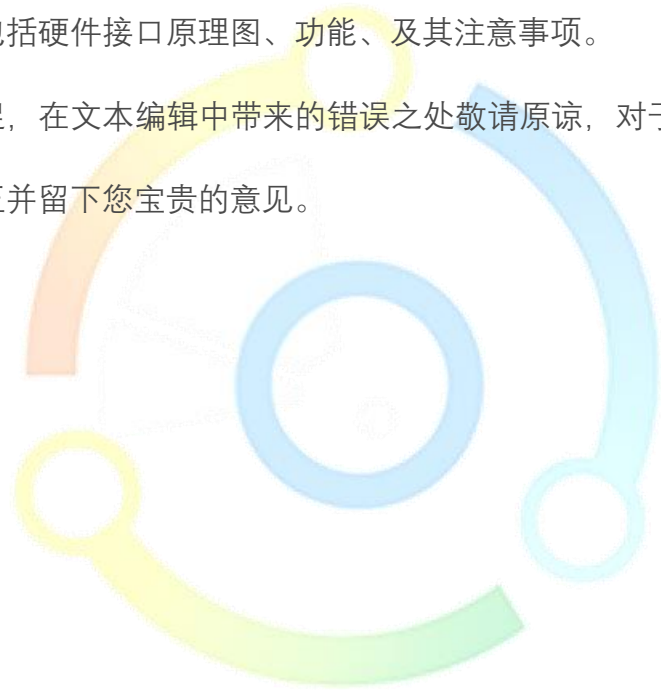 括硬件接口原理图、功能、及其注意事项。
，在文本编辑中带来的错误之处敬请原谅，对
并留下您宝贵的意见。